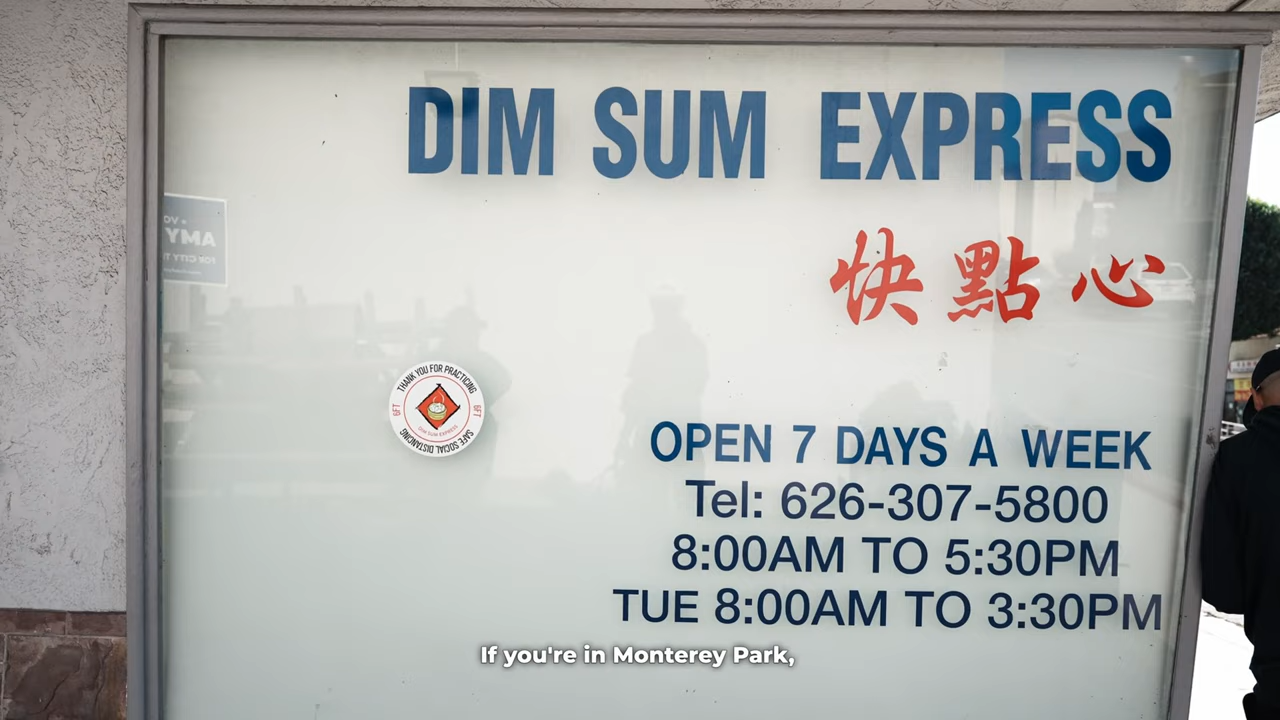 DIM SUM EXPRESS
快點心
AMY
THANK YOU FOR PRACTICING
6FT
6FT
DIM SUM EXPRESS
SAFE SOCIAL DISTANCING
OPEN 7 DAYS A WEEK
Tel: 626-307-5800
8:00AM TO 5:30PM
TUE 8:00AM TO 3:30PM
If you're in Monterey Park,